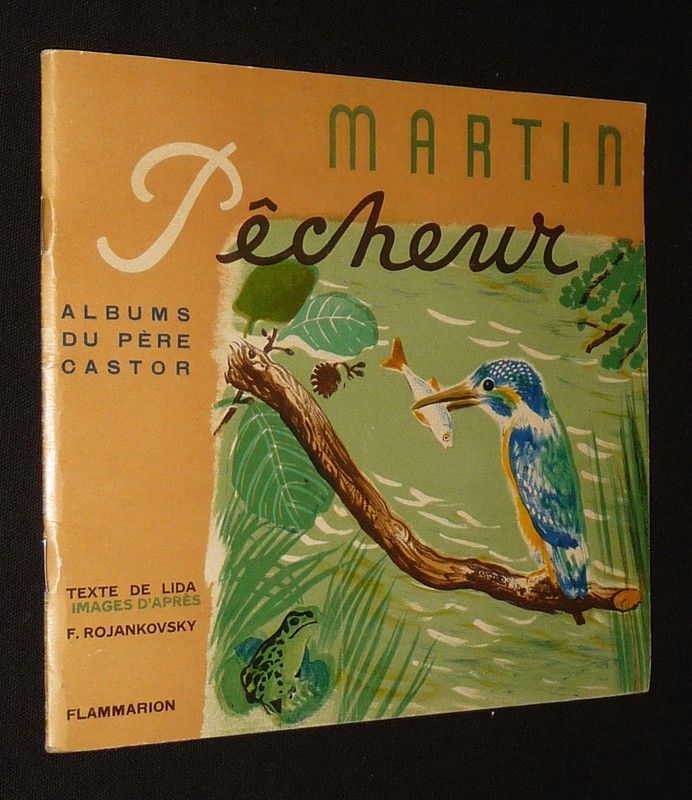 MARTIN
Pêcheur
ALBUMS
DU PÈRE
CASTOR
TEXTE DE LIDA
IMAGES D'APRÈS
F. ROJANKOVSKY
FLAMMARION